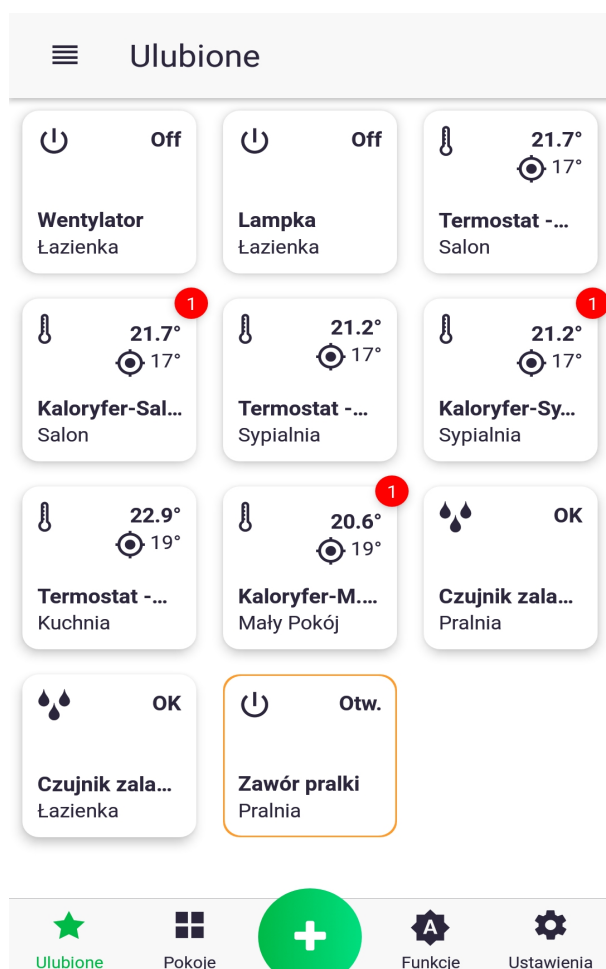 Ulubione
Off
Wentylator
Łazienka
Off
Lampka
Łazienka
21.7°
17°
Termostat -...
Salon
1
21.7°
17°
Kaloryfer-Sal...
Salon
21.2°
17°
Termostat -...
Sypialnia
1
21.2°
17°
Kaloryfer-Sy...
Sypialnia
22.9°
19°
Termostat -...
Kuchnia
1
20.6°
19°
Kaloryfer-M....
Mały Pokój
OK
Czujnik zala...
Pralnia
OK
Czujnik zala...
Łazienka
Otw.
Zawór pralki
Pralnia
A
Ulubione
Pokoje
Funkcje
Ustawienia